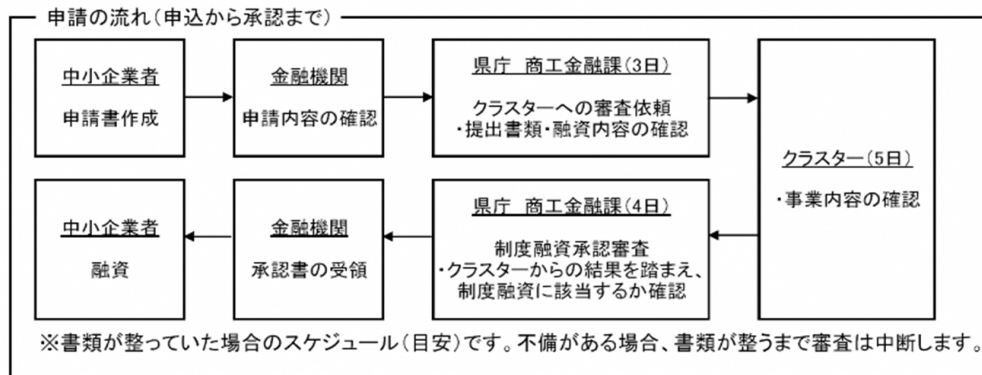 申請の流れ(申込から承認まで)
中小企業者
申請書作成
金融機関
申請内容の確認
県庁 商工金融課(3日)
クラスターへの審査依頼
・提出書類・融資内容の確認
クラスター(5日)
・事業内容の確認
県庁 商工金融課(4日)
制度融資承認審査
・クラスターからの結果を踏まえ、
制度融資に該当するか確認
金融機関
承認書の受領
中小企業者
融資
※書類が整っていた場合のスケジュール(目安)です。不備がある場合、書類が整うまで審査は中断します。